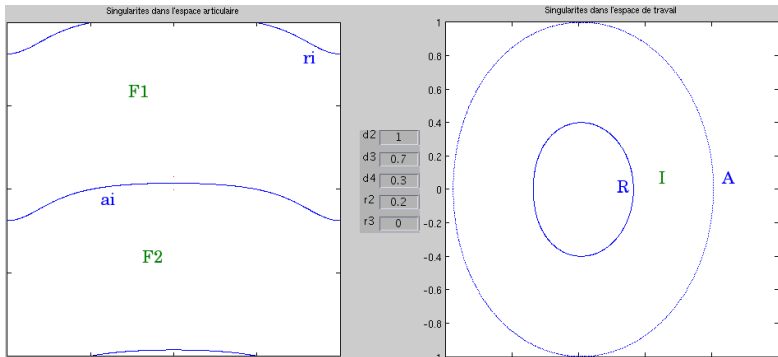 Singularites dans l'espace articulaire
ri
F1
ai
F2
d2 1
d3 0.7
d4 0.3
r2 0.2
r3 0
Singularites dans l'espace de travail
1
0.8
0.6
0.4
0.2
0
-0.2
-0.4
-0.6
-0.8
-1
R I A